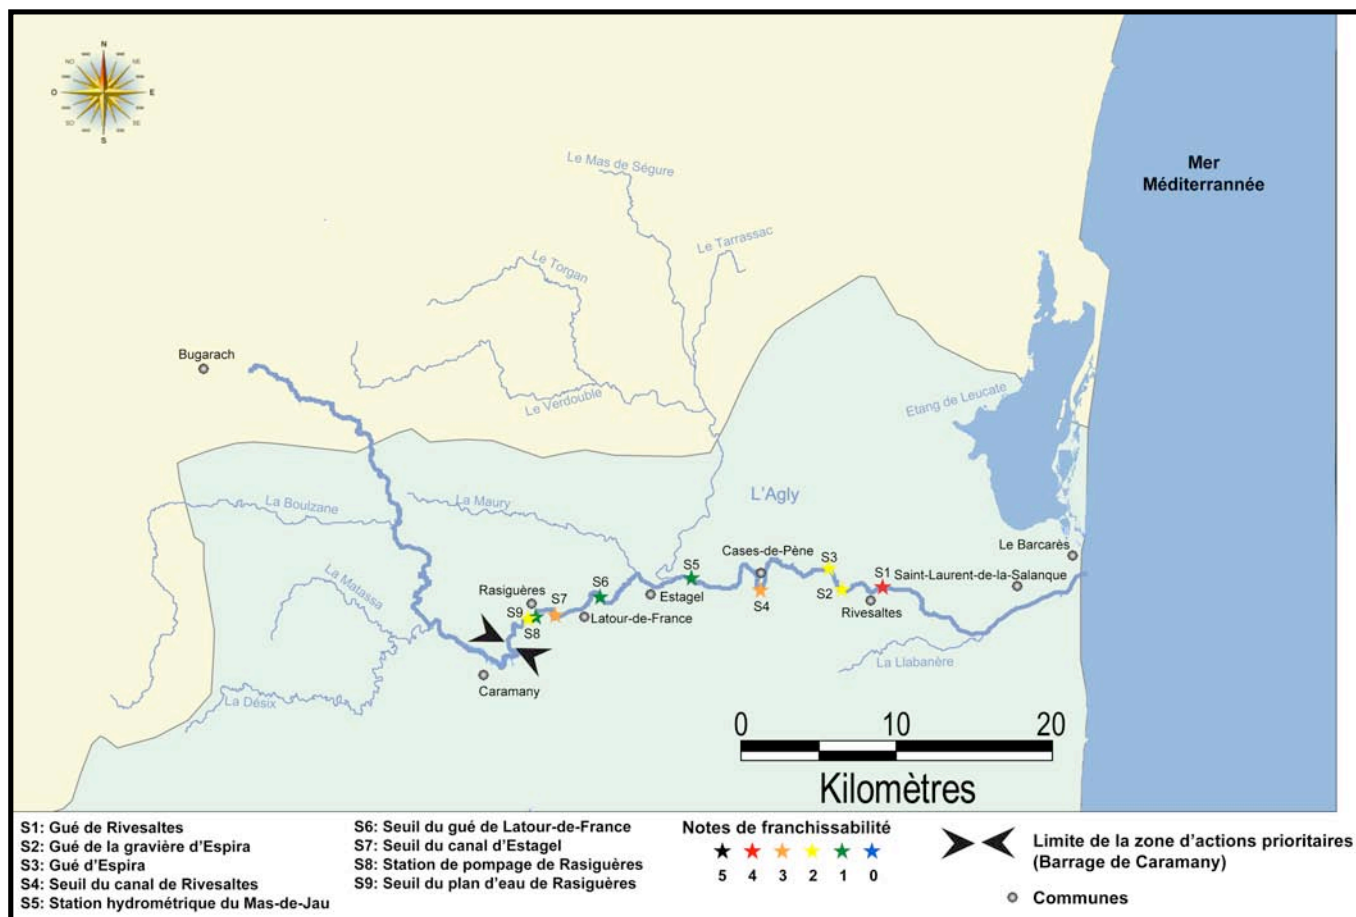 N
NO
NE
O
E
SO
SE
S
Mer
Méditerrannée
Le Mas de Ségure
Le Tarrassac
Le Torgan
Bugarach
Le Verdouble
Etang de Leucate
La Boulzane
La Maury
L'Agly
Le Barcarès
Cases-de-Pène
S3
S1
Saint-Laurent-de-la-Salanque
S5
La Matassa
Rasiguères
S6
S7
Estagel
S4
S2
Rivesaltes
S9
S8
Latour-de-France
La Llabanère
Caramany
La Désix
0 10 20
Kilomètres
S1: Gué de Rivesaltes
S2: Gué de la gravière d'Espira
S3: Gué d'Espira
S4: Seuil du canal de Rivesaltes
S5: Station hydrométrique du Mas-de-Jau
S6: Seuil du gué de Latour-de-France
S7: Seuil du canal d'Estagel
S8: Station de pompage de Rasiguères
S9: Seuil du plan d'eau de Rasiguères
Notes de franchissabilité
5 4 3 2 1 0
Limite de la zone d'actions prioritaires
(Barrage de Caramany)
Communes